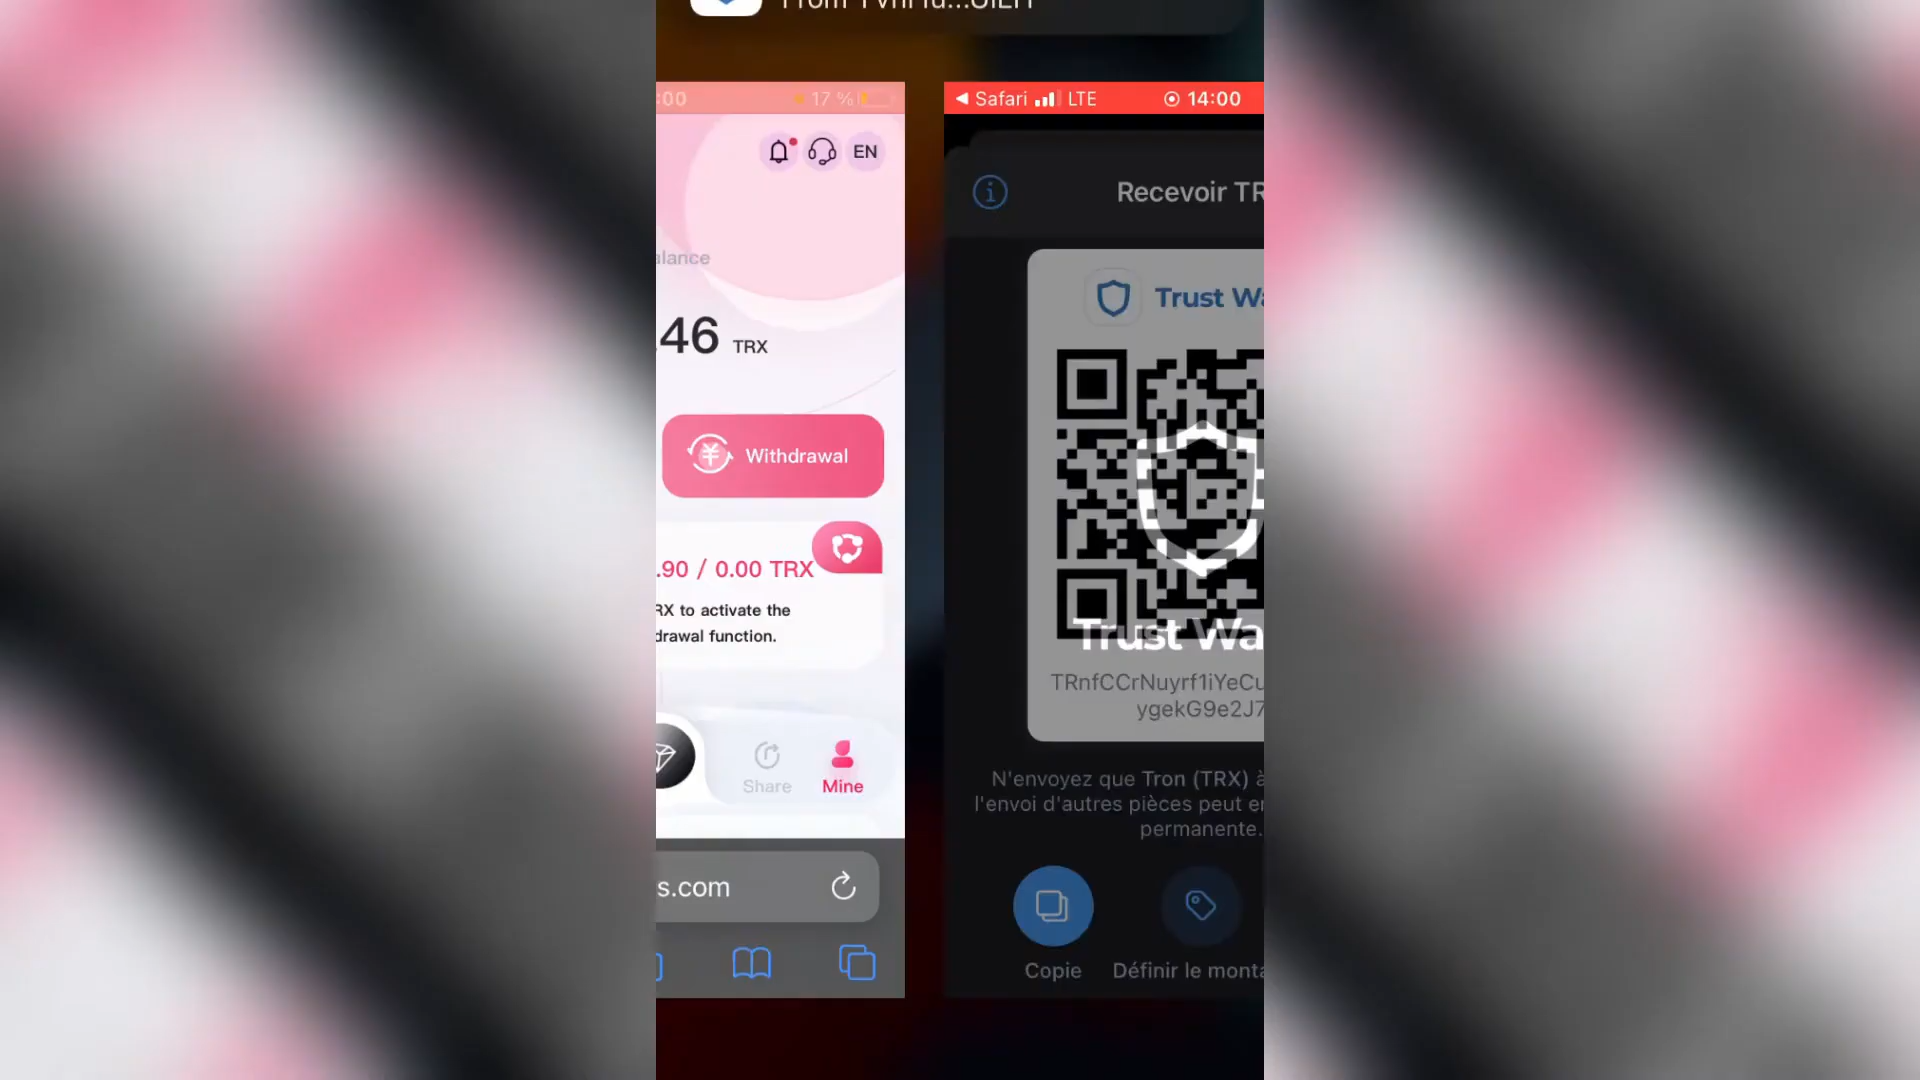 :00
17 %
EN
alance
.46 TRX
Withdrawal
.90 / 0.00 TRX
RX to activate the
drawal function.
Share
Mine
s.com
Safari
LTE
14:00
Recevoir TR
Trust Wa
Trust Wa
TRnfCCrNuyrf1iYeCu
ygekG9e2J7
N'envoyez que Tron (TRX) à
l'envoi d'autres pièces peut en
permanente.
Copie
Définir le monta